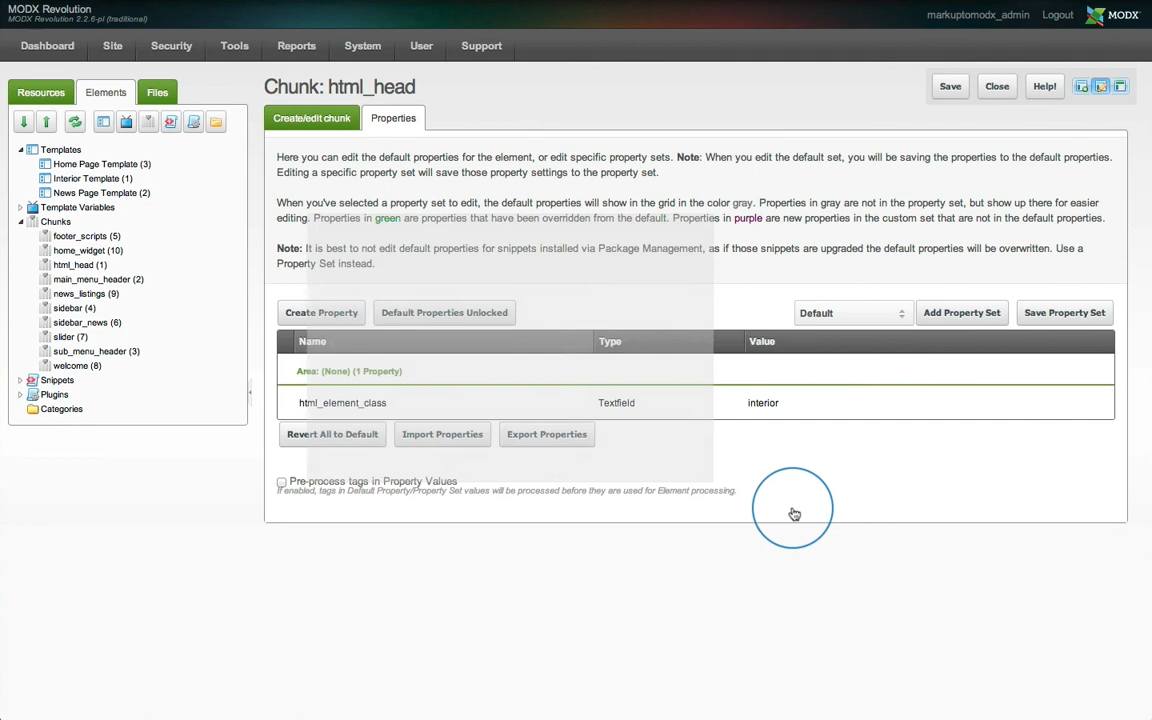 MODX Revolution
MODX Revolution 2.2.6-pl (traditional)
markuptomodx_admin Logout MODX
Dashboard Site Security Tools Reports System User Support
Resources Elements Files
Chunk: html_head
Save Close Help!
Create/edit chunk Properties
Templates
Home Page Template (3)
Interior Template (1)
News Page Template (2)
Template Variables
Chunks
footer_scripts (5)
home_widget (10)
html_head (1)
main_menu_header (2)
news_listings (9)
sidebar (4)
sidebar_news (6)
slider (7)
sub_menu_header (3)
welcome (8)
Snippets
Plugins
Categories
Here you can edit the default properties for the element, or edit specific property sets. Note: When you edit the default set, you will be saving the properties to the default properties.
Editing a specific property set will save those property settings to the property set.
When you've selected a property set to edit, the default properties will show in the grid in the color gray. Properties in gray are not in the property set, but show up there for easier
editing. Properties in green are properties that have been overridden from the default. Properties in purple are new properties in the custom set that are not in the default properties.
Note: It is best to not edit default properties for snippets installed via Package Management, as if those snippets are upgraded the default properties will be overwritten. Use a
Property Set instead.
Create Property Default Properties Unlocked Default Add Property Set Save Property Set
Name Type Value
Area: (None) (1 Property)
html_element_class Textfield interior
Revert All to Default Import Properties Export Properties
Pre-process tags in Property Values
If enabled, tags in Default Property/Property Set values will be processed before they are used for Element processing.